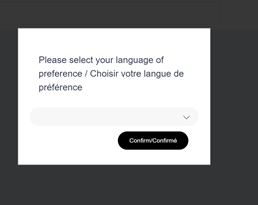 Please select your language of
preference / Choisir votre langue de
préférence
Confirm/Confirmé